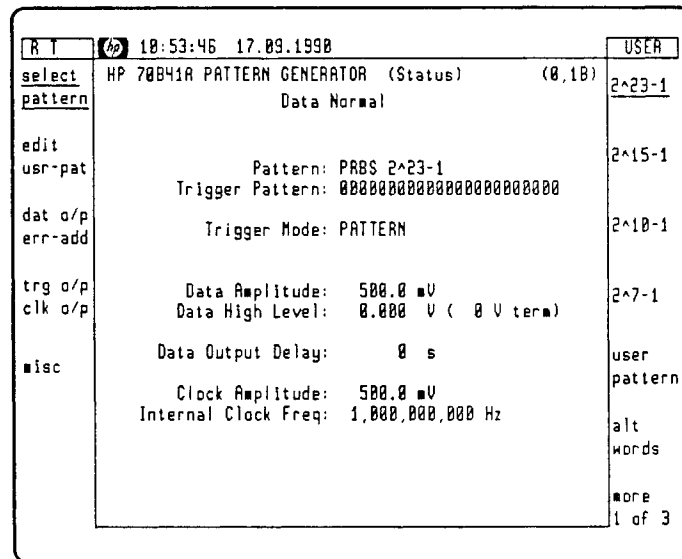 R T
hp 10:53:46 17.09.1990
USER
select
pattern
edit
usr-pat
dat o/p
err-add
trg o/p
clk o/p
misc
HP 70841A PATTERN GENERATOR (Status) (0,18)
Data Normal
Pattern: PRBS 2^23-1
Trigger Pattern: 00000000000000000000000
Trigger Mode: PATTERN
Data Amplitude: 500.0 mV
Data High Level: 0.000 V ( 0 V term)
Data Output Delay: 0 s
Clock Amplitude: 500.0 mV
Internal Clock Freq: 1,000,000,000 Hz
2^23-1
2^15-1
2^10-1
2^7-1
user
pattern
alt
words
more
1 of 3